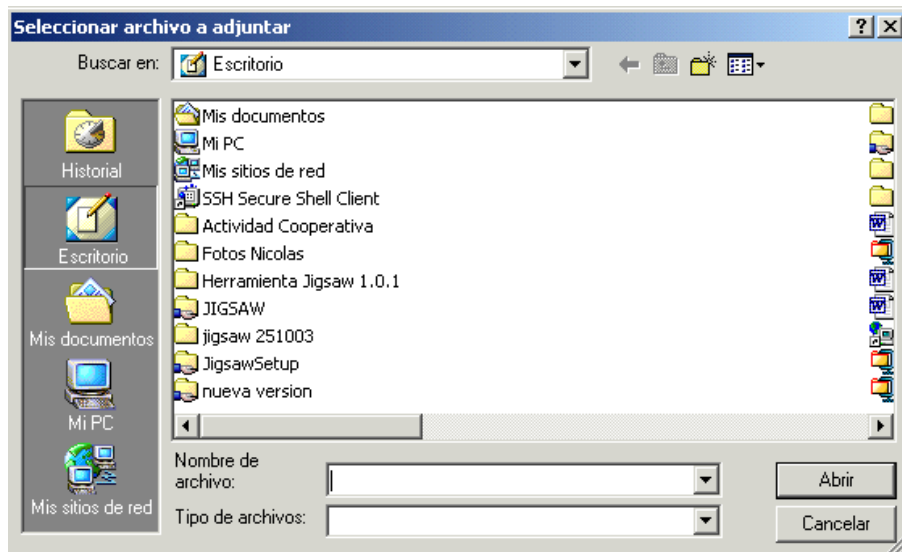 Seleccionar archivo a adjuntar
Buscar en:
Escritorio
Historial
Escritorio
Mis documentos
Mi PC
Mis sitios de red
Mis documentos
Mi PC
Mis sitios de red
SSH Secure Shell Client
Actividad Cooperativa
Fotos Nicolas
Herramienta Jigsaw 1.0.1
JIGSAW
jigsaw 251003
JigsawSetup
nueva version
Nombre de
archivo:
Abrir
Tipo de archivos:
Cancelar